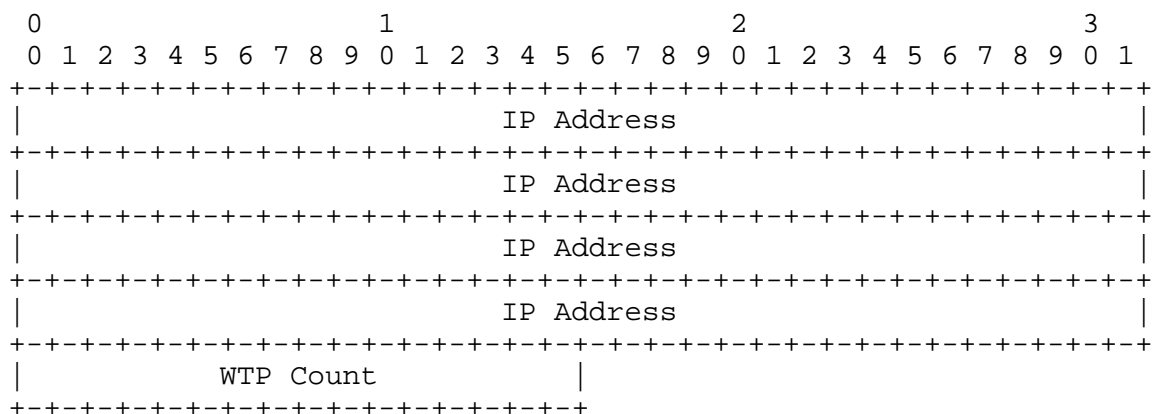 0                   1                   2                   3
 0 1 2 3 4 5 6 7 8 9 0 1 2 3 4 5 6 7 8 9 0 1 2 3 4 5 6 7 8 9 0 1
+-+-+-+-+-+-+-+-+-+-+-+-+-+-+-+-+-+-+-+-+-+-+-+-+-+-+-+-+-+-+-+-+
|                           IP Address                          |
+-+-+-+-+-+-+-+-+-+-+-+-+-+-+-+-+-+-+-+-+-+-+-+-+-+-+-+-+-+-+-+-+
|                           IP Address                          |
+-+-+-+-+-+-+-+-+-+-+-+-+-+-+-+-+-+-+-+-+-+-+-+-+-+-+-+-+-+-+-+-+
|                           IP Address                          |
+-+-+-+-+-+-+-+-+-+-+-+-+-+-+-+-+-+-+-+-+-+-+-+-+-+-+-+-+-+-+-+-+
|                           IP Address                          |
+-+-+-+-+-+-+-+-+-+-+-+-+-+-+-+-+-+-+-+-+-+-+-+-+-+-+-+-+-+-+-+-+
|           WTP Count           |
+-+-+-+-+-+-+-+-+-+-+-+-+-+-+-+-+